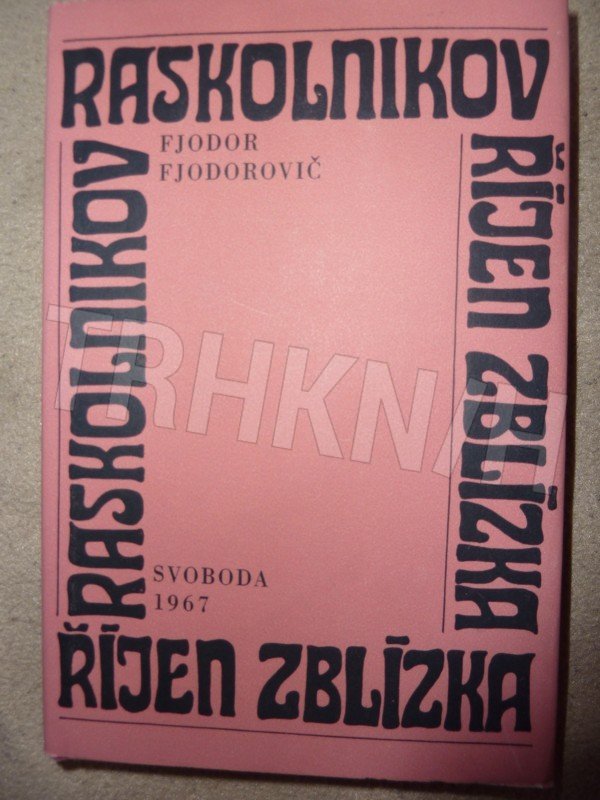 RASKOLNIKOV
FJODOR
FJODOROVIČ
RASKOLNIKOV
ŘÍJEN ZBLÍZKA
TRHKNIH
SVOBODA
1967
ŘÍJEN ZBLÍZKA